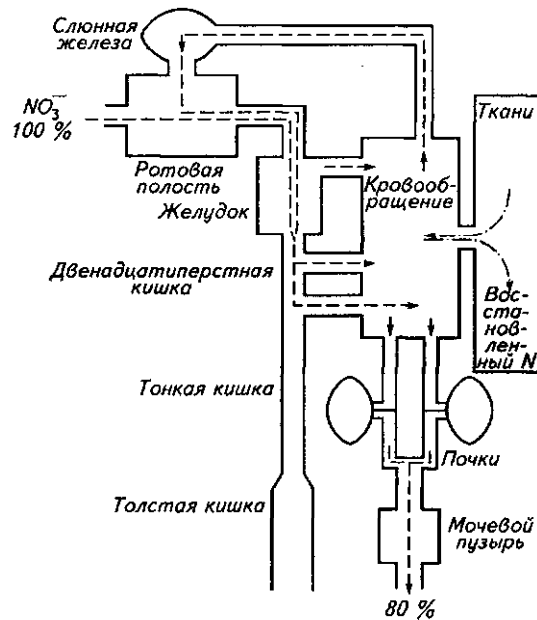 Слюнная
железа
NO₃⁻
100 %
Ткани
Ротовая
полость
Кровооб-
ращение
Желудок
Двенадцатиперстная
кишка
Вос-
ста-
нов-
лен-
ный N
Тонкая кишка
Почки
Толстая кишка
Мочевой
пузырь
80 %